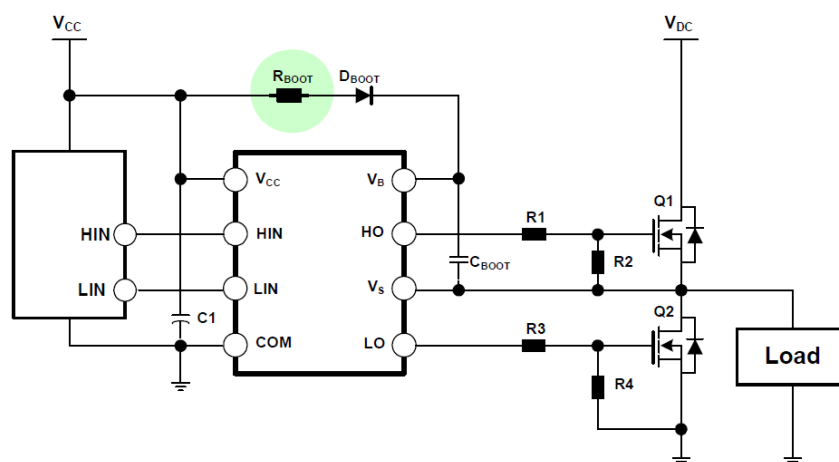 VCC
VDC
RBOOT
DBOOT
VCC
VB
Q1
HIN
HIN
HO
R1
R2
CBOOT
LIN
LIN
VS
Q2
C1
COM
LO
R3
Load
R4